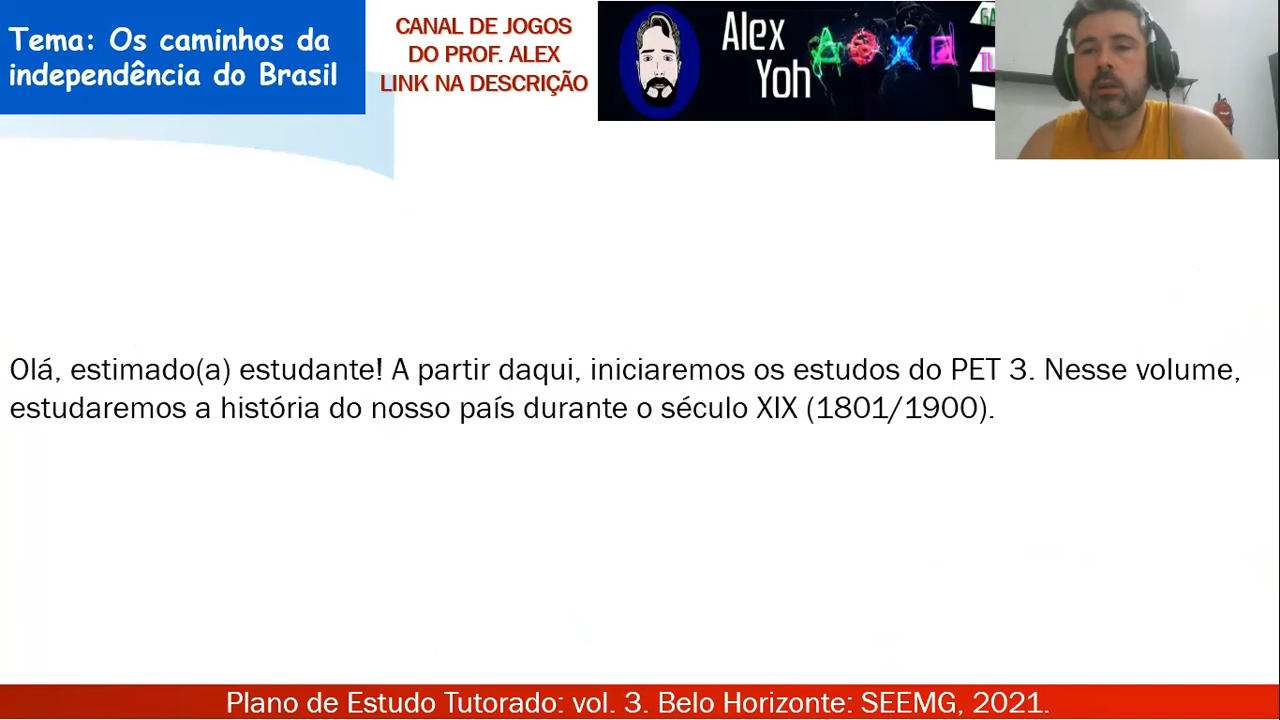 Tema: Os caminhos da
independência do Brasil
CANAL DE JOGOS
DO PROF. ALEX
LINK NA DESCRIÇÃO
Alex
Yoh
Olá, estimado(a) estudante! A partir daqui, iniciaremos os estudos do PET 3. Nesse volume,
estudaremos a história do nosso país durante o século XIX (1801/1900).
Plano de Estudo Tutorado: vol. 3. Belo Horizonte: SEEMG, 2021.